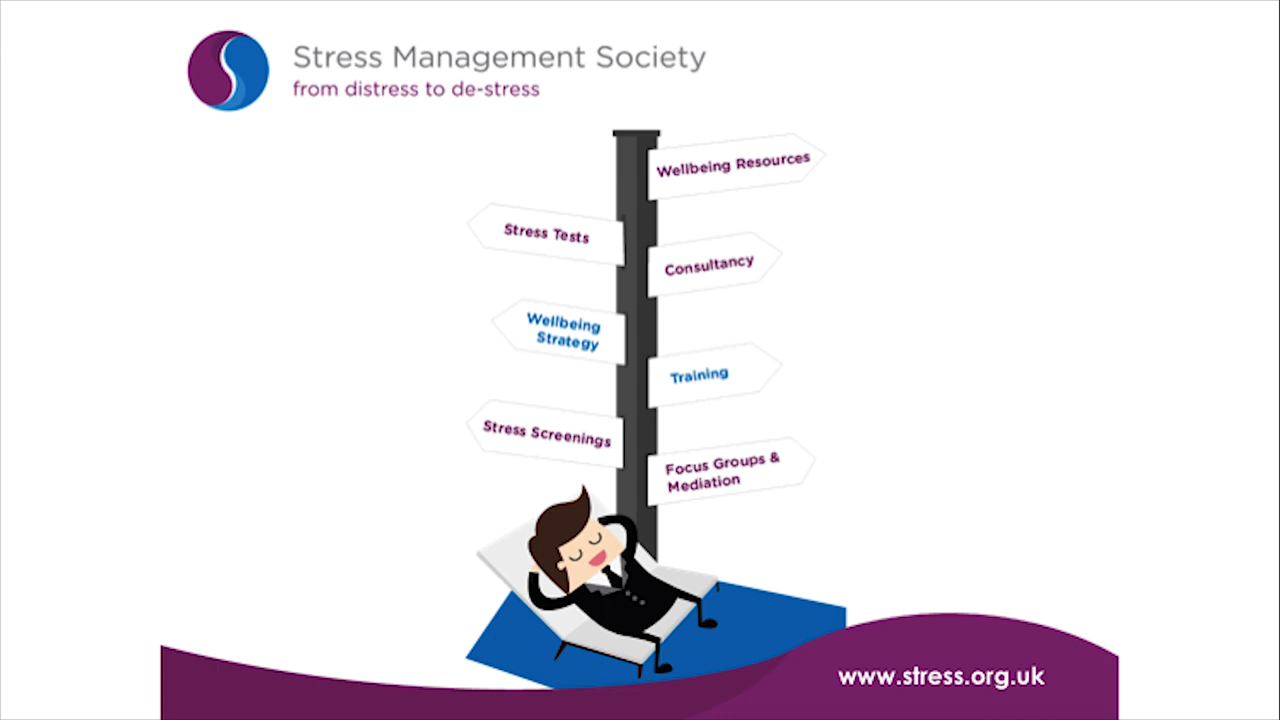 Stress Management Society
from distress to de-stress
Wellbeing Resources
Stress Tests
Consultancy
Wellbeing
Strategy
Training
Stress Screenings
Focus Groups &
Mediation
www.stress.org.uk